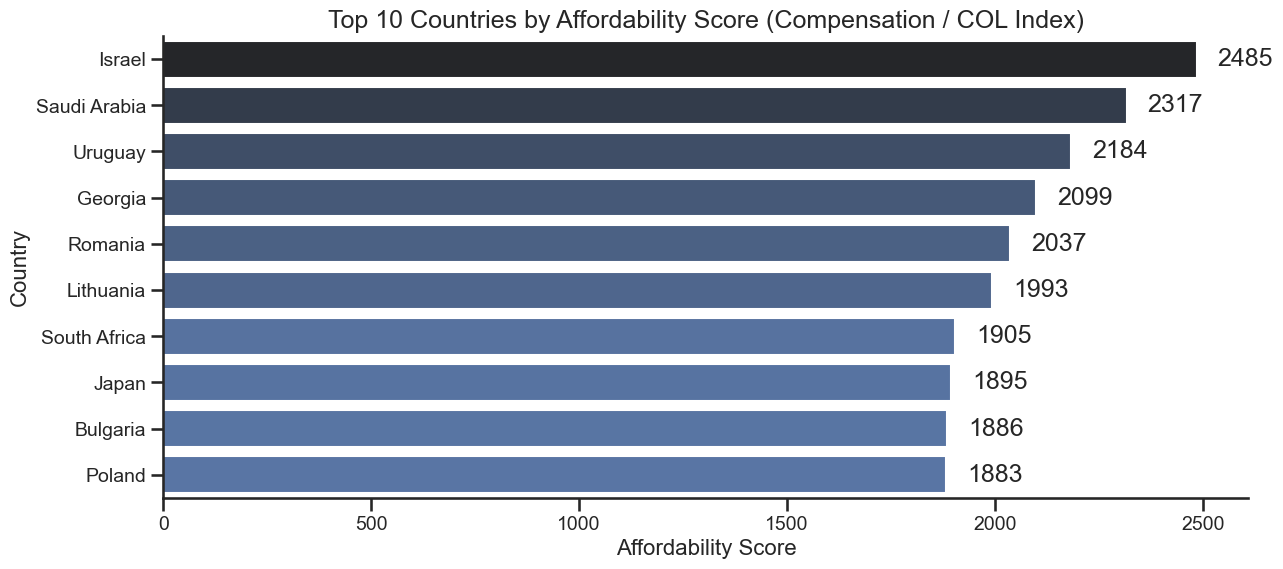 Top 10 Countries by Affordability Score (Compensation / COL Index)
Israel 2485
Saudi Arabia 2317
Uruguay 2184
Georgia 2099
Romania 2037
Lithuania 1993
South Africa 1905
Japan 1895
Bulgaria 1886
Poland 1883
Country
0 500 1000 1500 2000 2500
Affordability Score